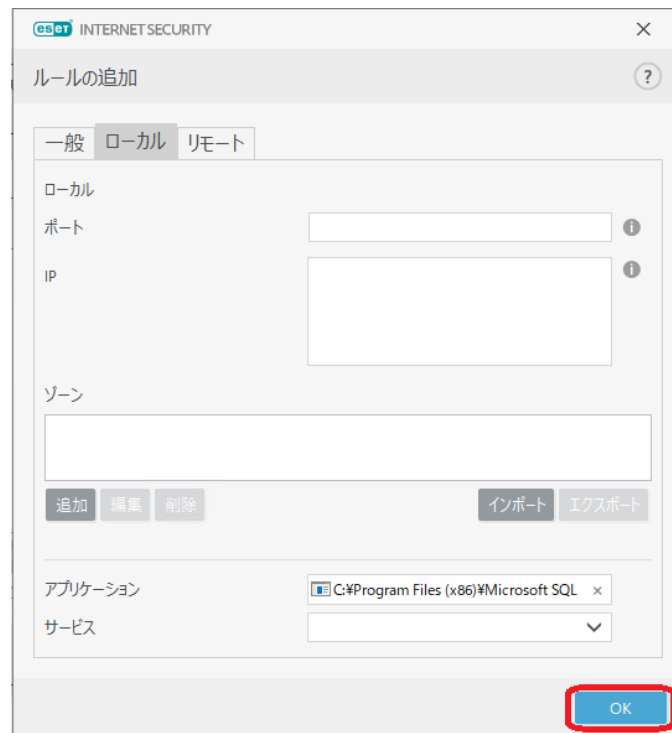 eset INTERNET SECURITY
ルールの追加
?
一般 ローカル リモート
ローカル
ポート
IP
ゾーン
追加 編集 削除 インポート エクスポート
アプリケーション C:¥Program Files (x86)¥Microsoft SQL
サービス
OK